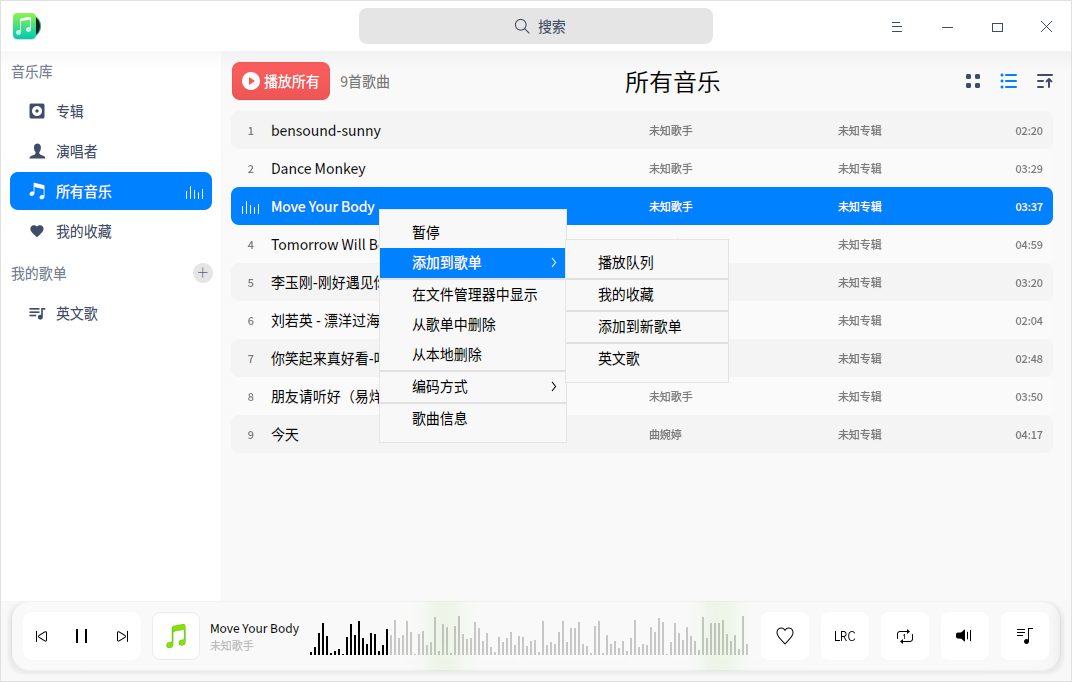 搜索
音乐库
专辑
演唱者
所有音乐
我的收藏
我的歌单
英文歌
播放所有 9首歌曲 所有音乐
1 bensound-sunny 未知歌手 未知专辑 02:20
2 Dance Monkey 未知歌手 未知专辑 03:29
Move Your Body 未知歌手 未知专辑 03:37
4 Tomorrow Will B 未知专辑 04:59
5 李玉刚-刚好遇见 未知专辑 03:20
6 刘若英 - 漂洋过海 未知专辑 02:04
7 你笑起来真好看- 未知专辑 02:48
8 朋友请听好（易烊 未知歌手 未知专辑 03:50
9 今天 曲婉婷 未知专辑 04:17
暂停
添加到歌单
在文件管理器中显示
从歌单中删除
从本地删除
编码方式
歌曲信息
播放队列
我的收藏
添加到新歌单
英文歌
Move Your Body
未知歌手
LRC